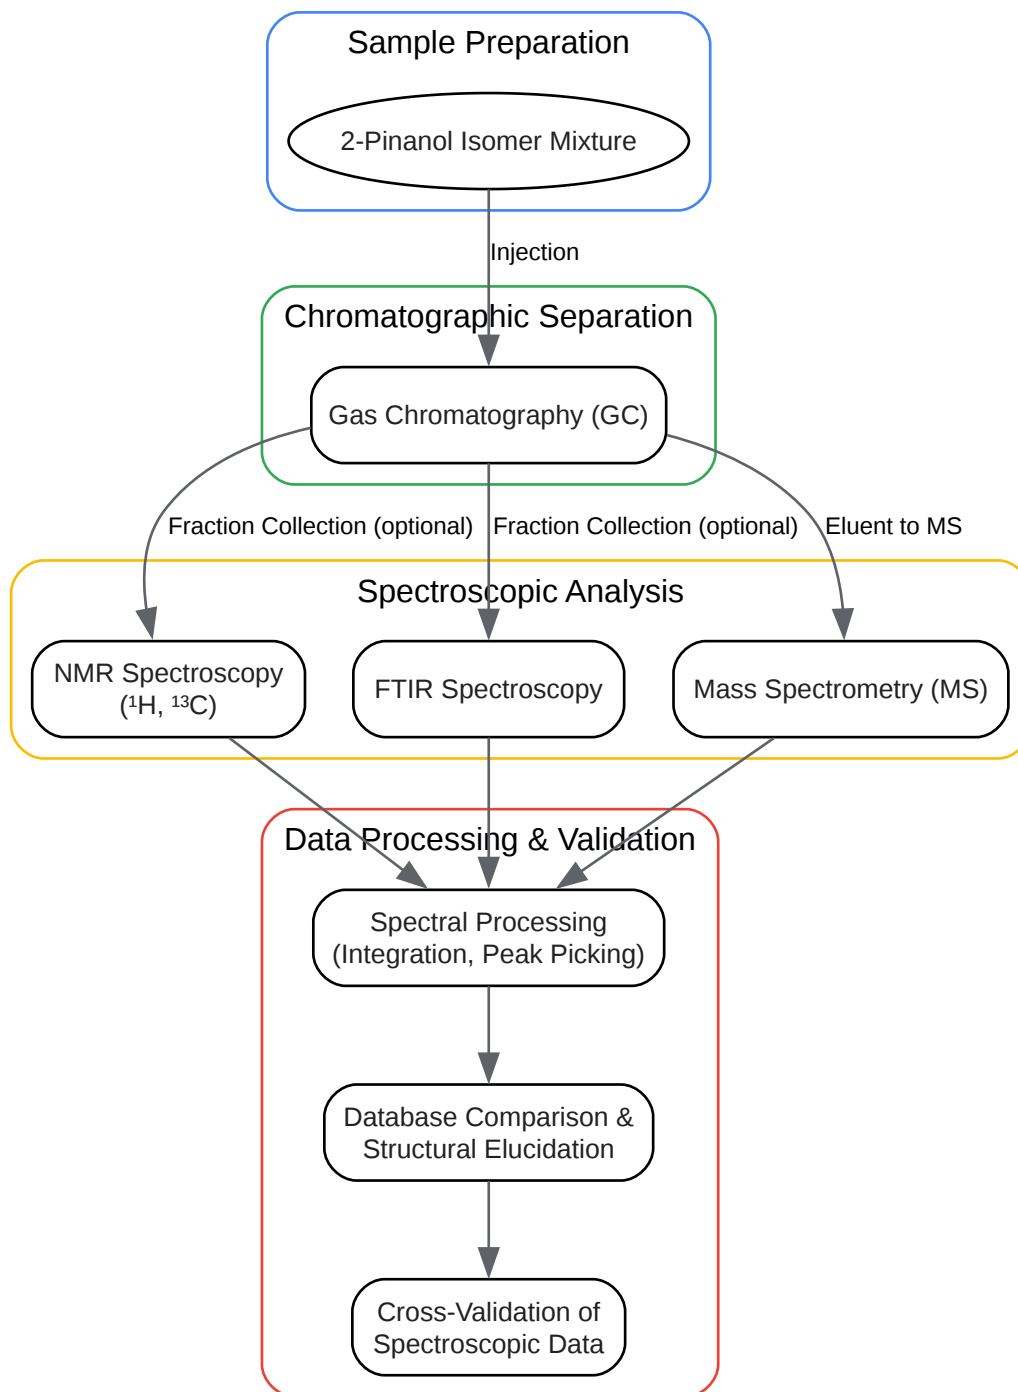 Sample Preparation
2-Pinanol Isomer Mixture
Injection
Chromatographic Separation
Gas Chromatography (GC)
Fraction Collection (optional)
Fraction Collection (optional)
Eluent to MS
Spectroscopic Analysis
NMR Spectroscopy
(¹H, ¹³C)
FTIR Spectroscopy
Mass Spectrometry (MS)
Data Processing & Validation
Spectral Processing
(Integration, Peak Picking)
Database Comparison &
Structural Elucidation
Cross-Validation of
Spectroscopic Data